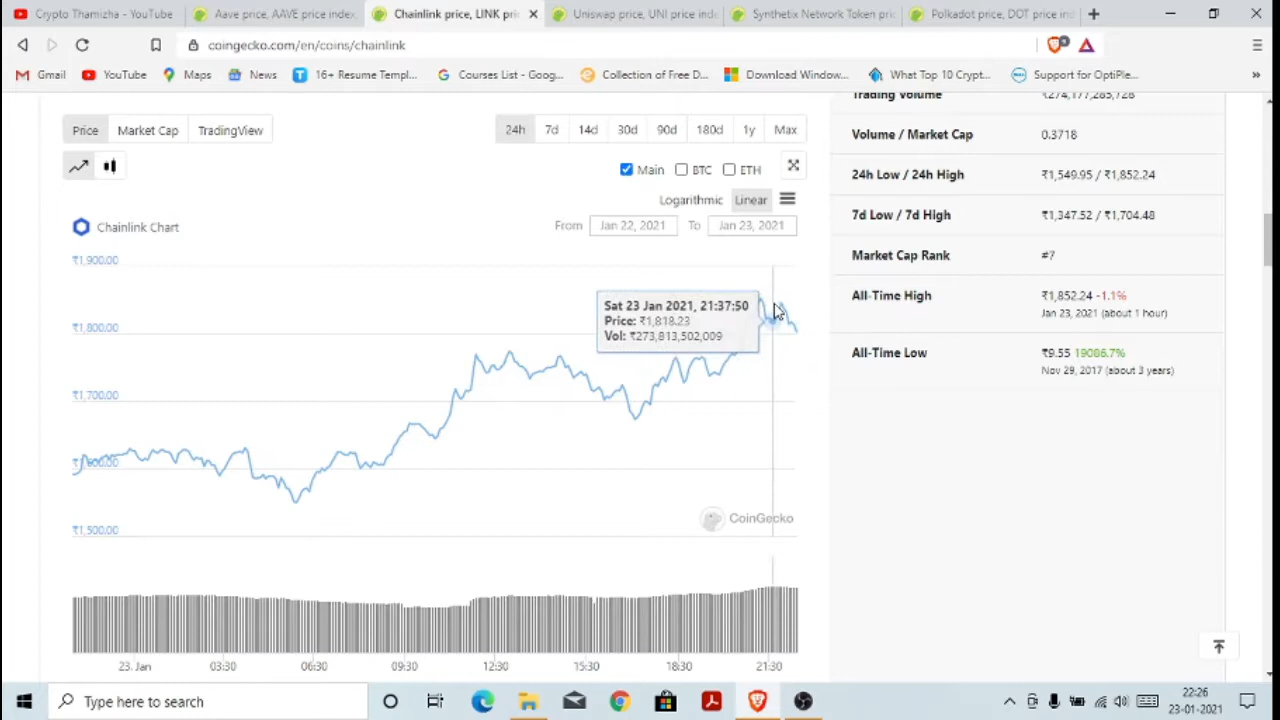 Crypto Thamizha - YouTube
Aave price, AAVE price index,
Chainlink price, LINK pri
Uniswap price, UNI price ind
Synthetix Network Token pri
Polkadot price, DOT price ind
coingecko.com/en/coins/chainlink
Gmail
YouTube
Maps
News
16+ Resume Templ...
Courses List - Goog...
Collection of Free D...
Download Window...
What Top 10 Crypt...
Support for OptiPle...
Price
Market Cap
TradingView
24h
7d
14d
30d
90d
180d
1y
Max
Main
BTC
ETH
Logarithmic
Linear
Chainlink Chart
From
Jan 22, 2021
To
Jan 23, 2021
₹1,900.00
₹1,800.00
₹1,700.00
₹1,600.00
₹1,500.00
Sat 23 Jan 2021, 21:37:50
Price: ₹1,818.23
Vol: ₹273,813,502,009
CoinGecko
23. Jan
03:30
06:30
09:30
12:30
15:30
18:30
21:30
Trading Volume
₹274,177,285,728
Volume / Market Cap
0.3718
24h Low / 24h High
₹1,549.95 / ₹1,852.24
7d Low / 7d High
₹1,347.52 / ₹1,704.48
Market Cap Rank
#7
All-Time High
₹1,852.24 -1.1%
Jan 23, 2021 (about 1 hour)
All-Time Low
₹9.55 19086.7%
Nov 29, 2017 (about 3 years)
Type here to search
22:26
23-01-2021